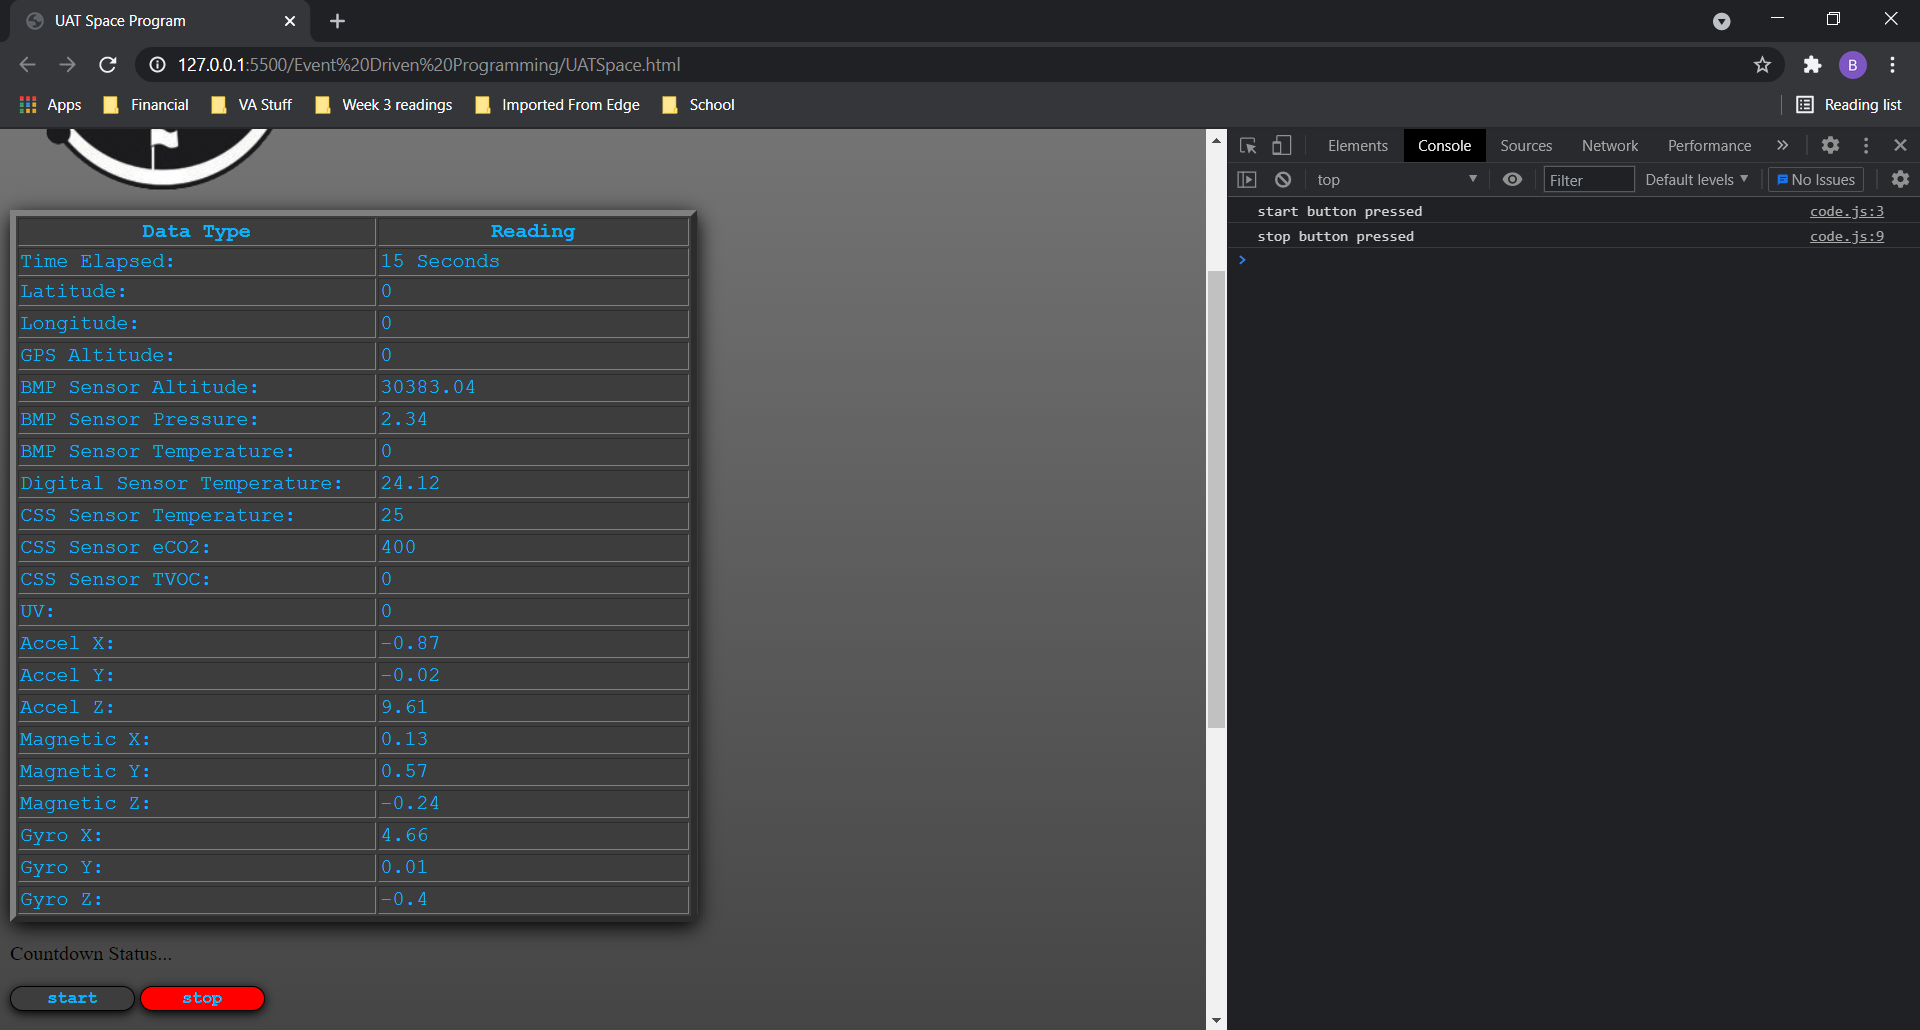 UAT Space Program
127.0.0.1:5500/Event%20Driven%20Programming/UATSpace.html
B
Apps Financial VA Stuff Week 3 readings Imported From Edge School Reading list
Elements Console Sources Network Performance
top Filter Default levels No Issues
start button pressed code.js:3
stop button pressed code.js:9
Data Type Reading
Time Elapsed: 15 Seconds
Latitude: 0
Longitude: 0
GPS Altitude: 0
BMP Sensor Altitude: 30383.04
BMP Sensor Pressure: 2.34
BMP Sensor Temperature: 0
Digital Sensor Temperature: 24.12
CSS Sensor Temperature: 25
CSS Sensor eCO2: 400
CSS Sensor TVOC: 0
UV: 0
Accel X: -0.87
Accel Y: -0.02
Accel Z: 9.61
Magnetic X: 0.13
Magnetic Y: 0.57
Magnetic Z: -0.24
Gyro X: 4.66
Gyro Y: 0.01
Gyro Z: -0.4
Countdown Status...
start stop